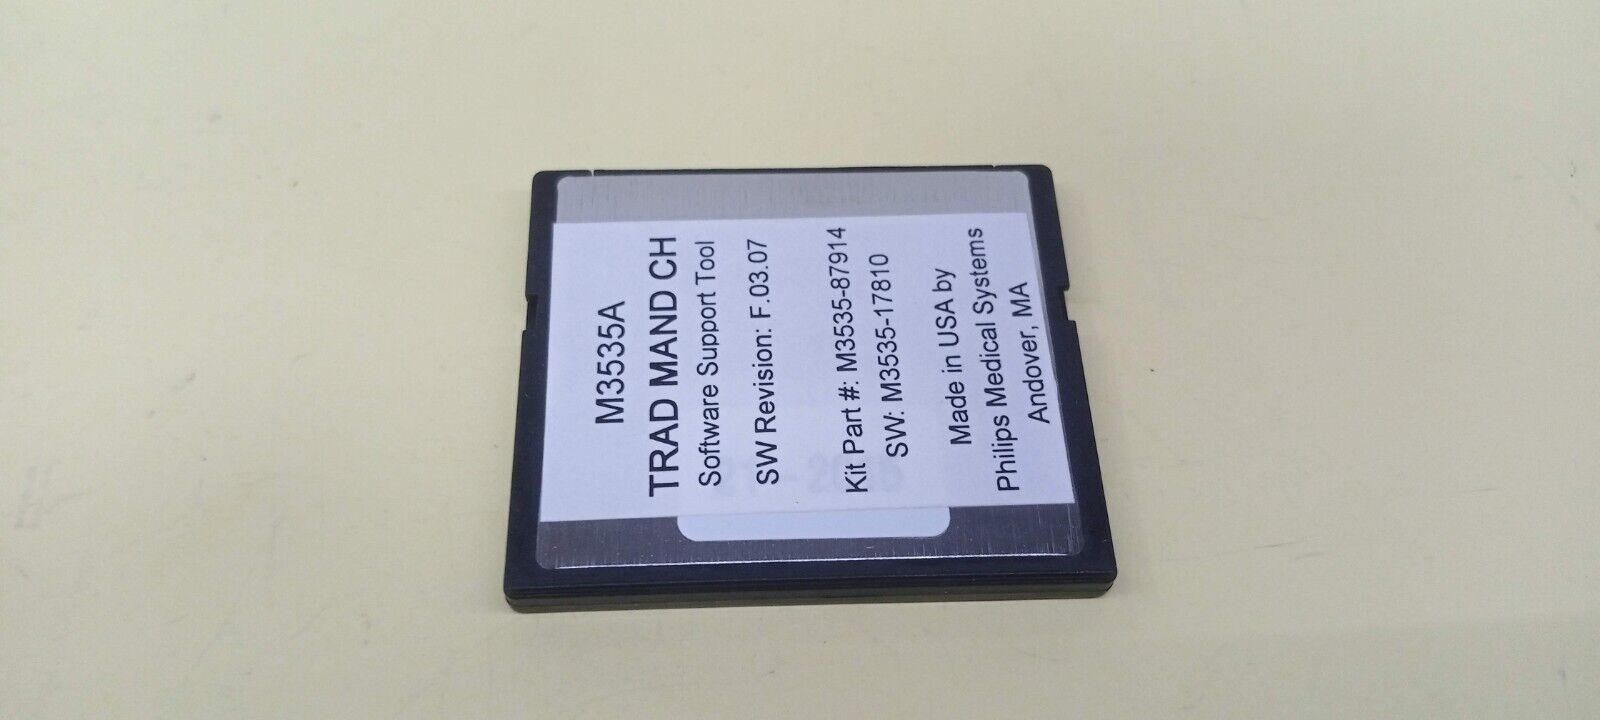 M3535A
TRAD MAND CH
Software Support Tool
SW Revision: F.03.07
Kit Part #: M3535-87914
SW: M3535-17810
Made in USA by
Philips Medical Systems
Andover, MA